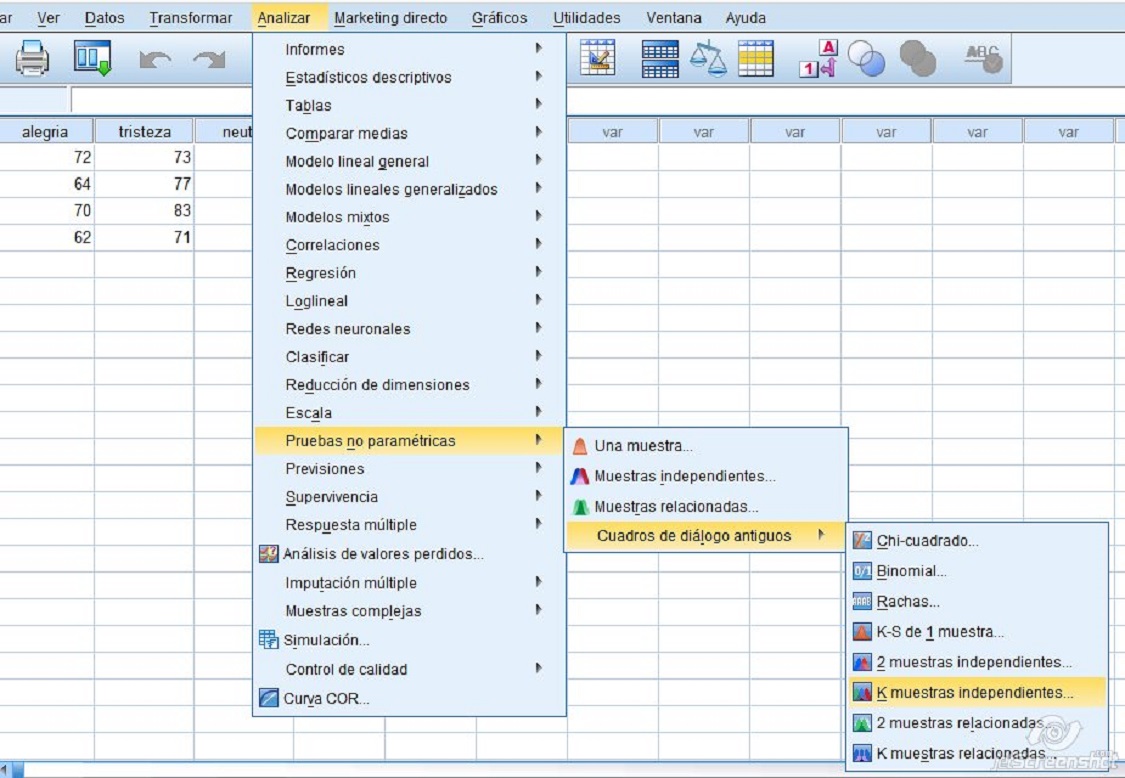 ar Ver Datos Transformar Analizar Marketing directo Gráficos Utilidades Ventana Ayuda
A
1
ABC
alegria tristeza neut var var var var var var
72 73
64 77
70 83
62 71
Informes
Estadísticos descriptivos
Tablas
Comparar medias
Modelo lineal general
Modelos lineales generalizados
Modelos mixtos
Correlaciones
Regresión
Loglineal
Redes neuronales
Clasificar
Reducción de dimensiones
Escala
Pruebas no paramétricas
Previsiones
Supervivencia
Respuesta múltiple
Análisis de valores perdidos...
Imputación múltiple
Muestras complejas
Simulación...
Control de calidad
Curva COR...
Una muestra...
Muestras independientes...
Muestras relacionadas...
Cuadros de diálogo antiguos
Chi-cuadrado...
0/1 Binomial...
Rachas...
K-S de 1 muestra...
2 muestras independientes...
K muestras independientes...
2 muestras relacionadas...
K muestras relacionadas...
jetscreenshot